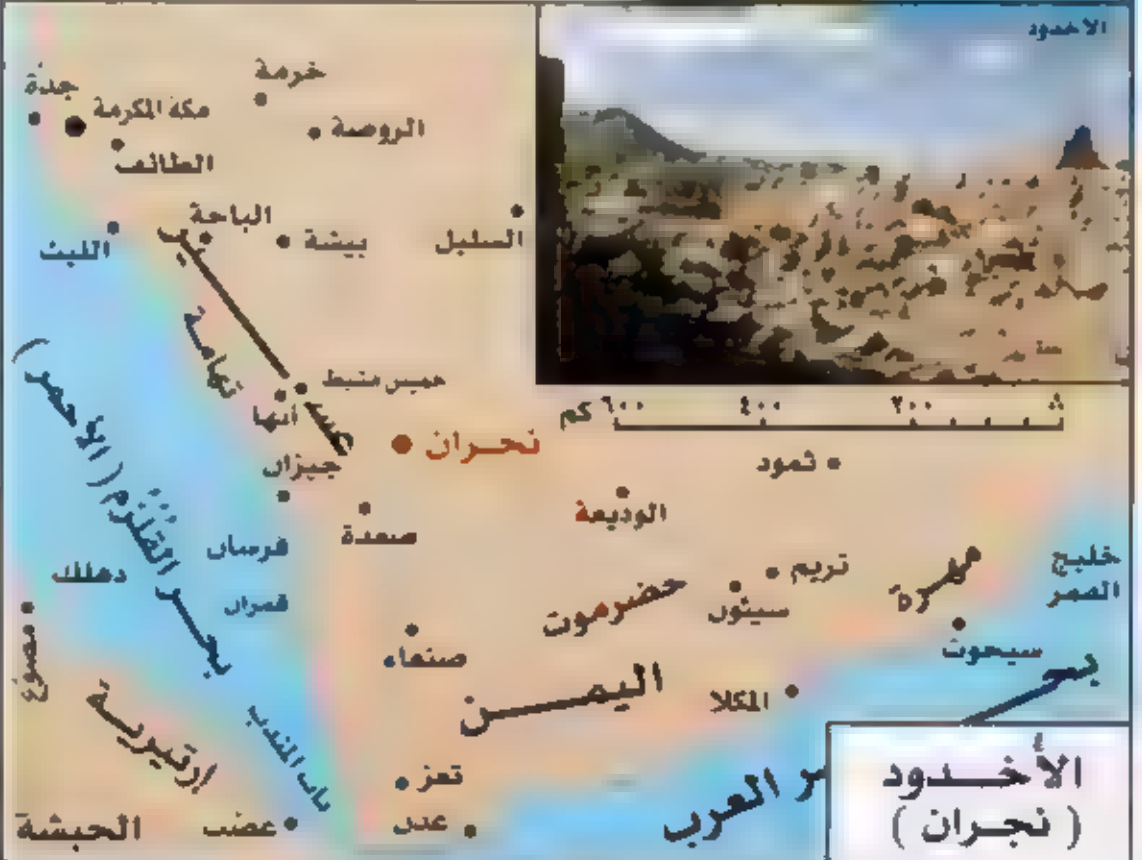 الأخدود
جدة
خرمة
مكة المكرمة
الروضة
الطائف
الباحة
بيشة
السليل
الليث
تهامة
خميس مشيط
أبها
عسير
نجران
جيزان
صعدة
كم ٦٠٠ ٤٠٠ ٢٠٠
ثمود
الوديعة
بحر القلزم (الأحمر)
فرسان
دهلك
قمران
حضرموت
تريم
سيئون
مهرة
خليج
القمر
سيحوت
مصوع
صنعاء
اليمن
المكلا
إرتيرية
باب المندب
تعز
عدن
عصب
الحبشة
بحر العرب
الأخدود
( نجران )